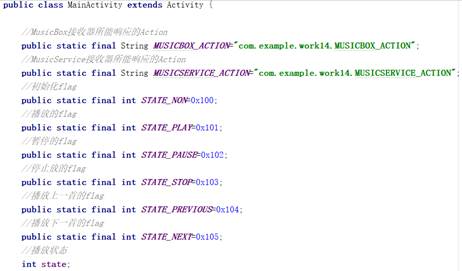 public class MainActivity extends Activity {
//MusicBox接收器所能响应的Action
public static final String MUSICBOX_ACTION="com.example.work14.MUSICBOX_ACTION";
//MusicService接收器所能响应的Action
public static final String MUSICSERVICE_ACTION="com.example.work14.MUSICSERVICE_ACTION";
//初始化flag
public static final int STATE_NON=0x100;
//播放的flag
public static final int STATE_PLAY=0x101;
//暂停的flag
public static final int STATE_PAUSE=0x102;
//停止放的flag
public static final int STATE_STOP=0x103;
//播放上一首的flag
public static final int STATE_PREVIOUS=0x104;
//播放下一首的flag
public static final int STATE_NEXT=0x105;
//播放状态
int state;